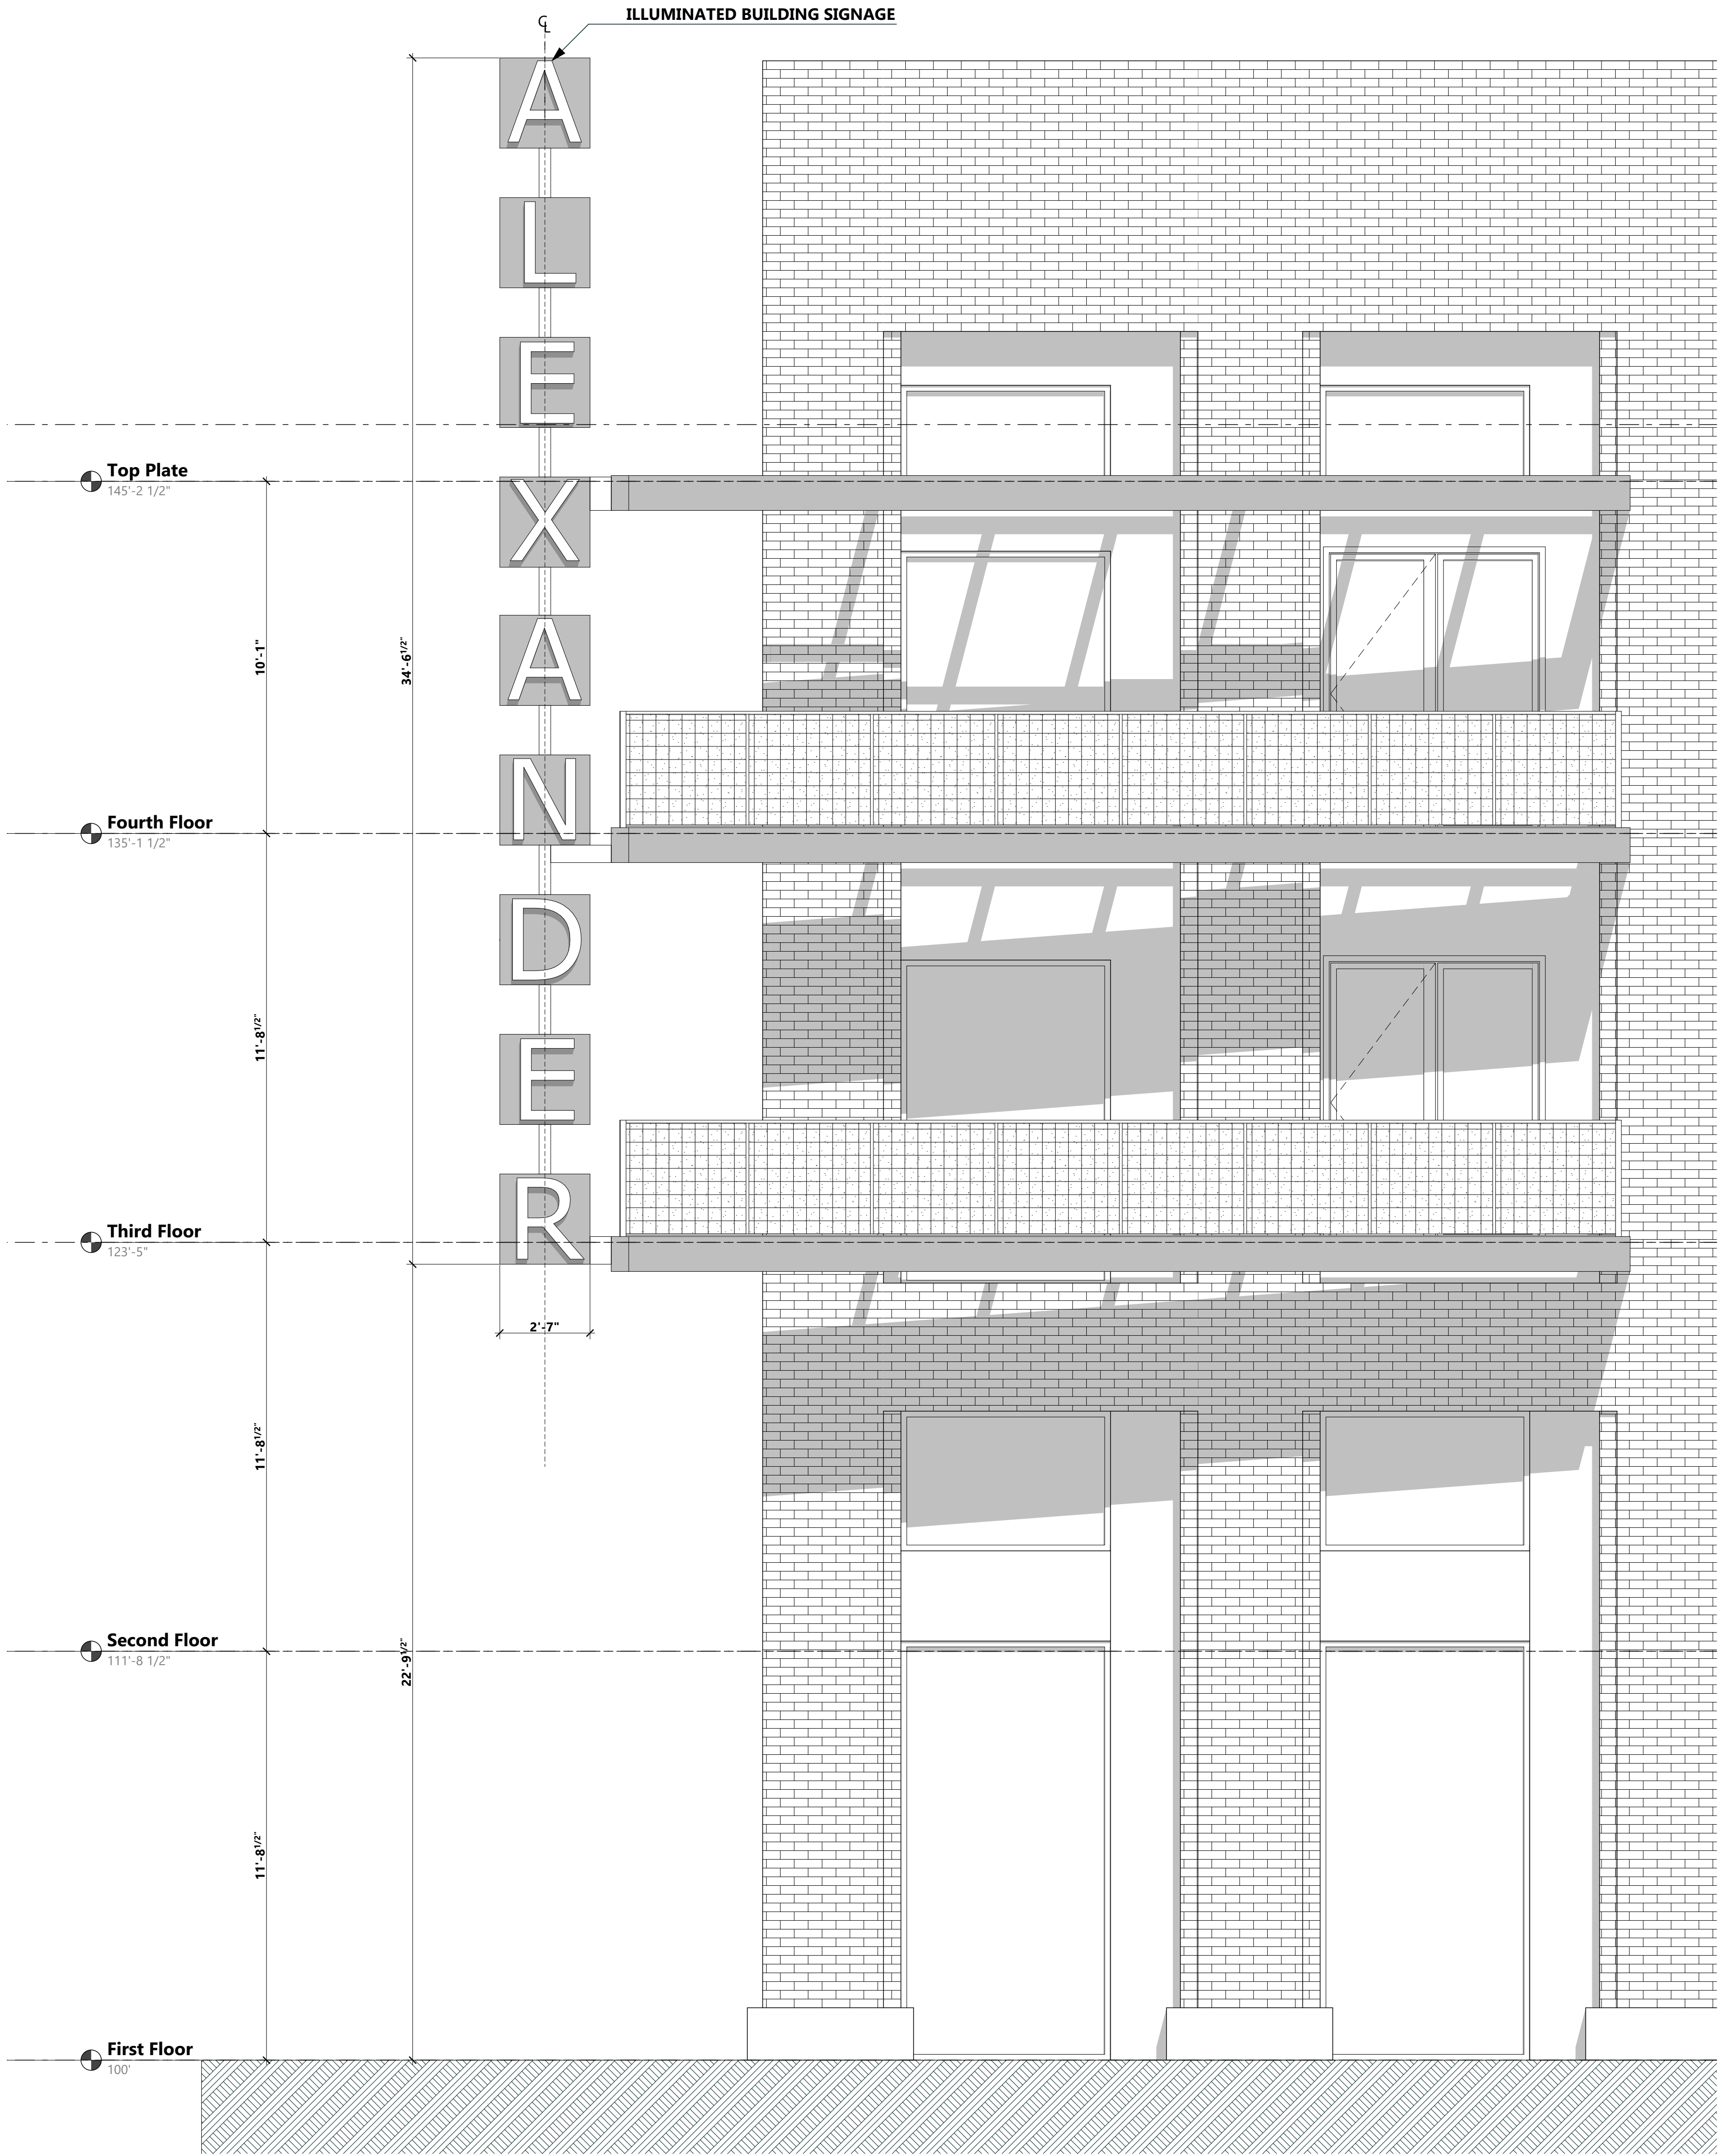 CL
ILLUMINATED BUILDING SIGNAGE
A
L
E
X
A
N
D
E
R
Top Plate
145'-2 1/2"
10'-1"
34'-6 1/2"
Fourth Floor
135'-1 1/2"
11'-8 1/2"
Third Floor
123'-5"
2'-7"
11'-8 1/2"
22'-9 1/2"
Second Floor
111'-8 1/2"
11'-8 1/2"
First Floor
100'